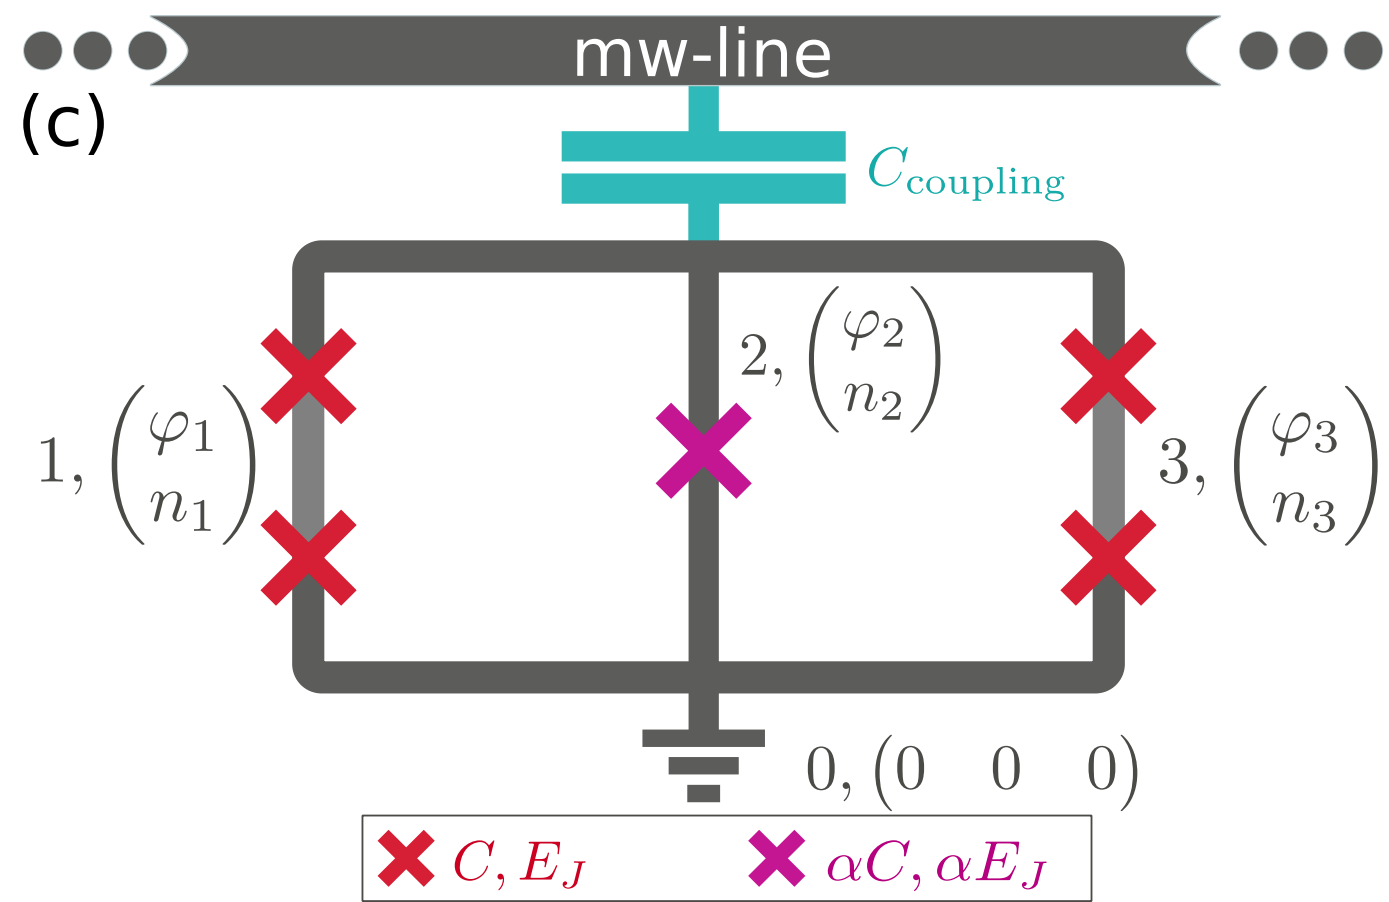 mw-line
(c)
C_coupling
2, (φ₂ n₂)
1, (φ₁ n₁)
3, (φ₃ n₃)
0, (0 0 0)
C, E_J
αC, αE_J